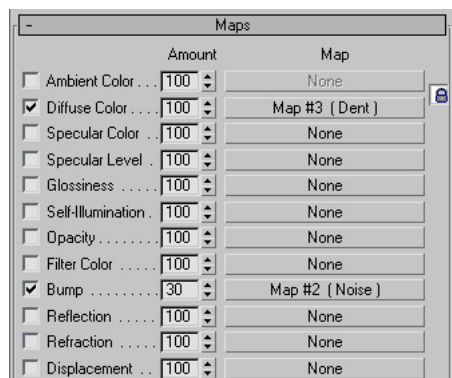 - Maps
Amount Map
Ambient Color . . . 100 None
Diffuse Color . . . . 100 Map #3 ( Dent )
Specular Color . . 100 None
Specular Level . 100 None
Glossiness . . . . . 100 None
Self-Illumination . 100 None
Opacity . . . . . . . . 100 None
Filter Color . . . . . 100 None
Bump . . . . . . . . . 30 Map #2 ( Noise )
Reflection . . . . . 100 None
Refraction . . . . . 100 None
Displacement . . 100 None